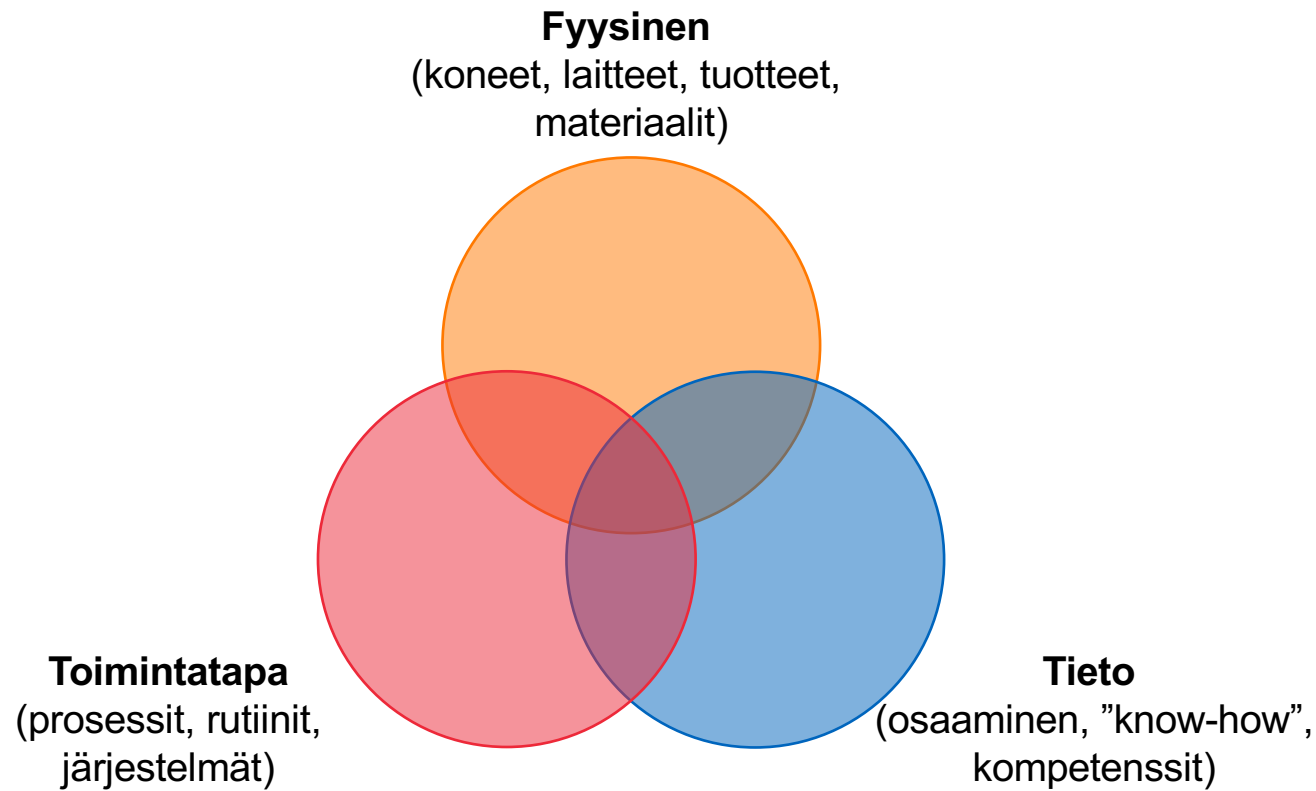 Fyysinen
(koneet, laitteet, tuotteet,
materiaalit)
Toimintatapa
(prosessit, rutiinit,
järjestelmät)
Tieto
(osaaminen, ”know-how”,
kompetenssit)